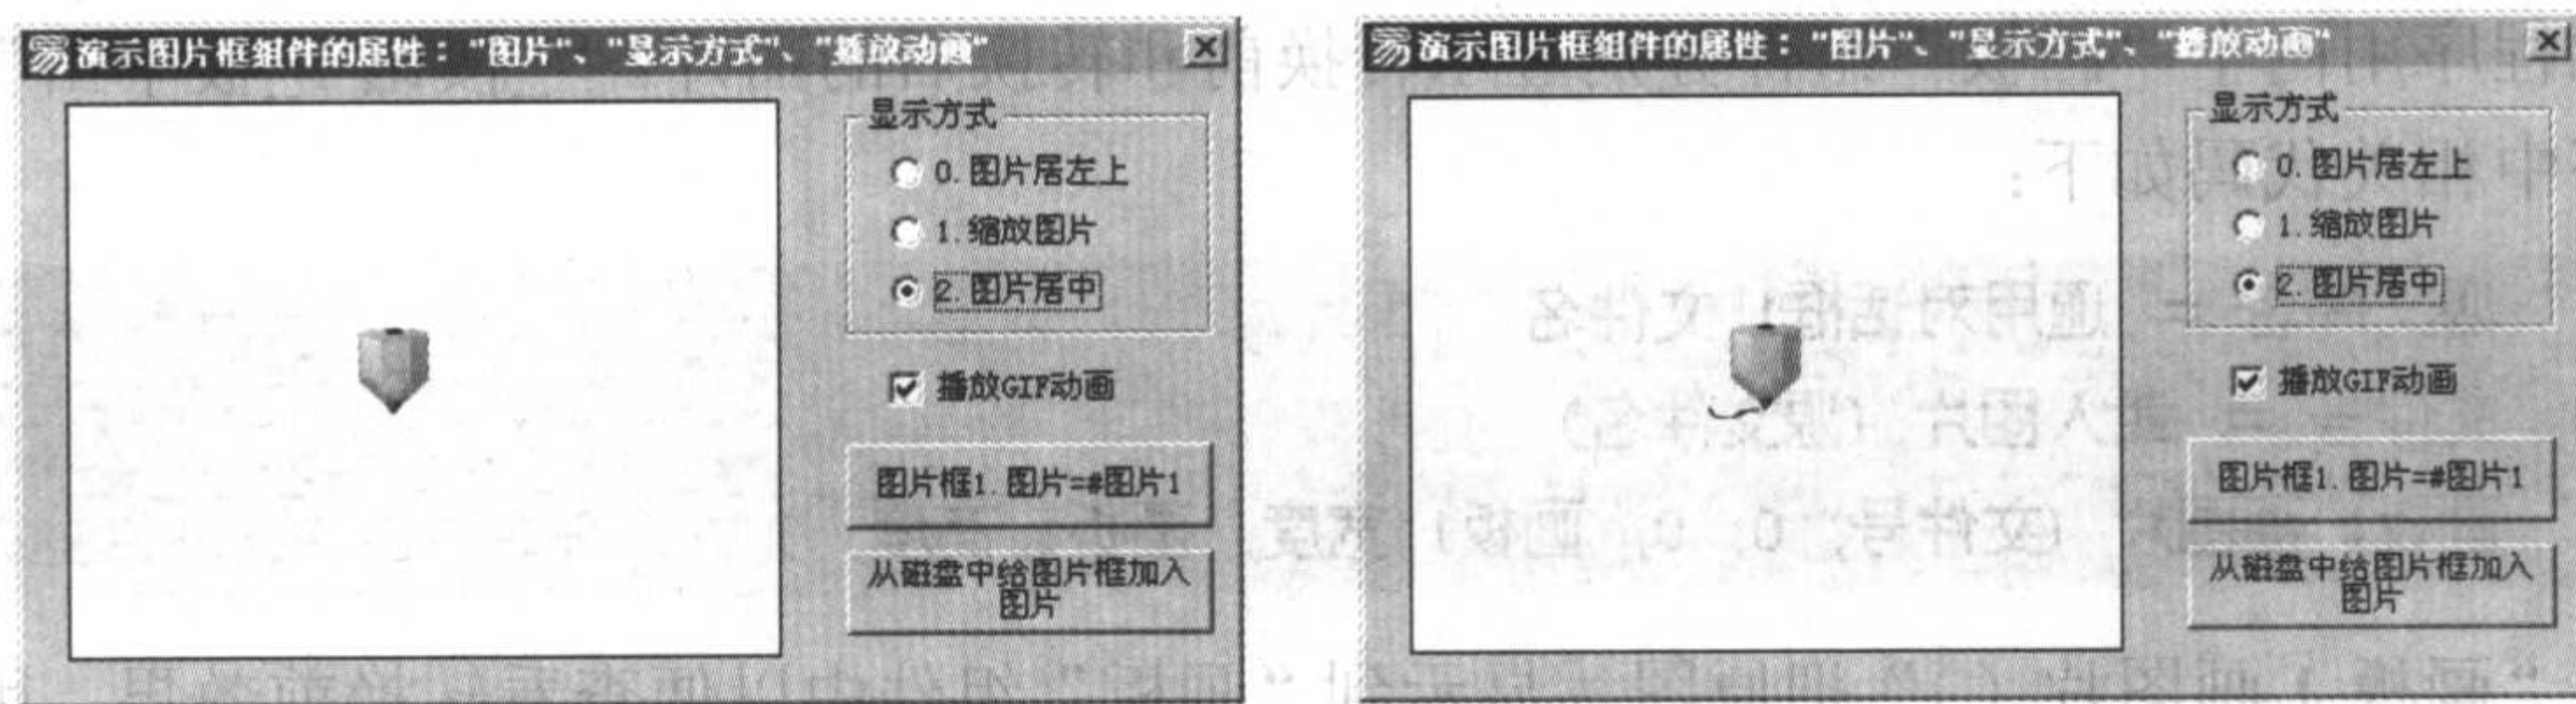 易 演示图片框组件的属性："图片"、"显示方式"、"播放动画"
显示方式
0.图片居左上
1.缩放图片
2.图片居中
播放GIF动画
图片框1.图片=#图片1
从磁盘中给图片框加入
图片
易 演示图片框组件的属性："图片"、"显示方式"、"播放动画"
显示方式
0.图片居左上
1.缩放图片
2.图片居中
播放GIF动画
图片框1.图片=#图片1
从磁盘中给图片框加入
图片